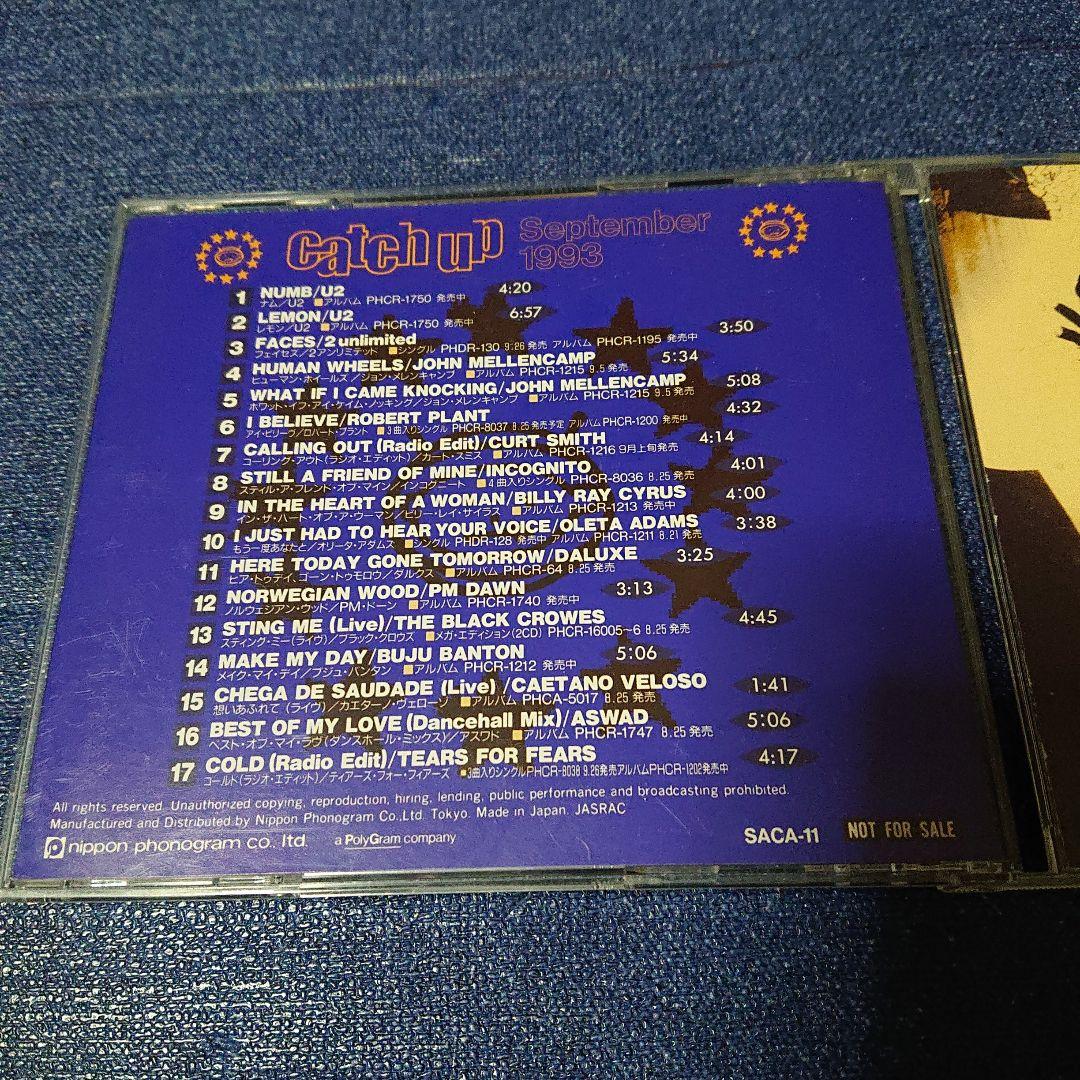 catch up September 1993
1 NUMB/U2 4:20
ナム/U2 ■アルバム PHCR-1750 発売中
2 LEMON/U2 6:57
レモン/U2 ■アルバム PHCR-1750 発売中
3 FACES/2 unlimited 3:50
フェイセズ/2アンリミテッド ■シングル PHDR-130 9.26発売 アルバム PHCR-1195 発売中
4 HUMAN WHEELS/JOHN MELLENCAMP 5:34
ヒューマン・ホイールズ/ジョン・メレンキャンプ ■アルバム PHCR-1215 9.5発売
5 WHAT IF I CAME KNOCKING/JOHN MELLENCAMP 5:08
ホワット・イフ・アイ・ケイム・ノッキング/ジョン・メレンキャンプ ■アルバム PHCR-1215 9.5発売
6 I BELIEVE/ROBERT PLANT 4:32
アイ・ビリーヴ/ロバート・プラント ■3曲入りシングル PHCR-8037 8.25発売予定 アルバム PHCR-1200 発売中
7 CALLING OUT (Radio Edit)/CURT SMITH 4:14
コーリング・アウト(ラジオ・エディット)/カート・スミス ■アルバム PHCR-1216 9月上旬発売
8 STILL A FRIEND OF MINE/INCOGNITO 4:01
スティル・ア・フレンド・オブ・マイン/インコグニート ■4曲入りシングル PHCR-8036 8.25発売
9 IN THE HEART OF A WOMAN/BILLY RAY CYRUS 4:00
イン・ザ・ハート・オブ・ア・ウーマン/ビリー・レイ・サイラス ■アルバム PHCR-1213 発売中
10 I JUST HAD TO HEAR YOUR VOICE/OLETA ADAMS 3:38
もう一度あなたと/オリータ・アダムス ■シングル PHDR-128 発売中 アルバム PHCR-1211 8.21発売
11 HERE TODAY GONE TOMORROW/DALUXE 3:25
ヒア・トゥデイ、ゴーン・トゥモロウ/ダルクス ■アルバム PHCR-64 8.25発売
12 NORWEGIAN WOOD/PM DAWN 3:13
ノルウェジアン・ウッド/PM・ドーン ■アルバム PHCR-1740 発売中
13 STING ME (Live)/THE BLACK CROWES 4:45
スティング・ミー(ライヴ)/ブラック・クロウズ ■メガ・エディション(2CD) PHCR-16005~6 8.25発売
14 MAKE MY DAY/BUJU BANTON 5:06
メイク・マイ・デイ/ブジュ・バンタン ■アルバム PHCR-1212 発売中
15 CHEGA DE SAUDADE (Live) /CAETANO VELOSO 1:41
想いあふれて (ライヴ)/カエターノ・ヴェローゾ ■アルバム PHCA-5017 8.25発売
16 BEST OF MY LOVE (Dancehall Mix)/ASWAD 5:06
ベスト・オブ・マイ・ラヴ(ダンスホール・ミックス)/アスワド ■アルバム PHCR-1747 8.25発売
17 COLD (Radio Edit)/TEARS FOR FEARS 4:17
コールド(ラジオ・エディット)/ティアーズ・フォー・フィアーズ ■3曲入りシングルPHCR-8038 9.26発売アルバムPHCR-1202発売中
All rights reserved. Unauthorized copying, reproduction, hiring, lending, public performance and broadcasting prohibited.
Manufactured and Distributed by Nippon Phonogram Co.,Ltd. Tokyo. Made in Japan. JASRAC
nippon phonogram co., ltd. a PolyGram company SACA-11 NOT FOR SALE